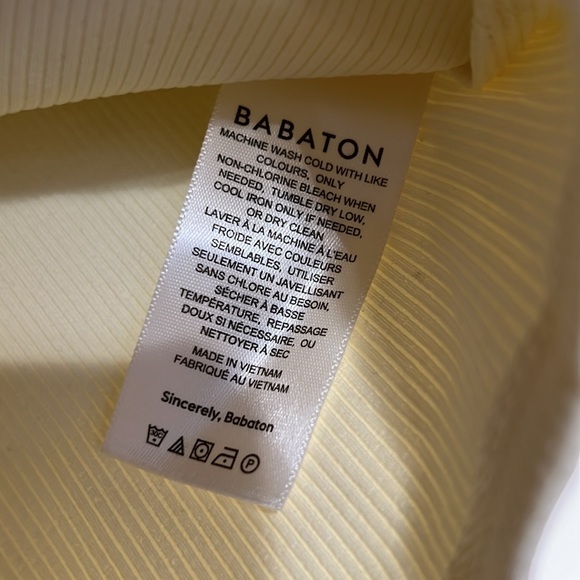 BABATON
MACHINE WASH COLD WITH LIKE
COLOURS, ONLY
NON-CHLORINE BLEACH WHEN
NEEDED, TUMBLE DRY LOW,
COOL IRON ONLY IF NEEDED,
OR DRY CLEAN
LAVER À LA MACHINE À L'EAU
FROIDE AVEC COULEURS
SEMBLABLES, UTILISER
SEULEMENT UN JAVELLISANT
SANS CHLORE AU BESOIN,
SÉCHER À BASSE
TEMPÉRATURE, REPASSAGE
DOUX SI NÉCESSAIRE, OU
NETTOYER À SEC
MADE IN VIETNAM
FABRIQUÉ AU VIETNAM
Sincerely, Babaton
P